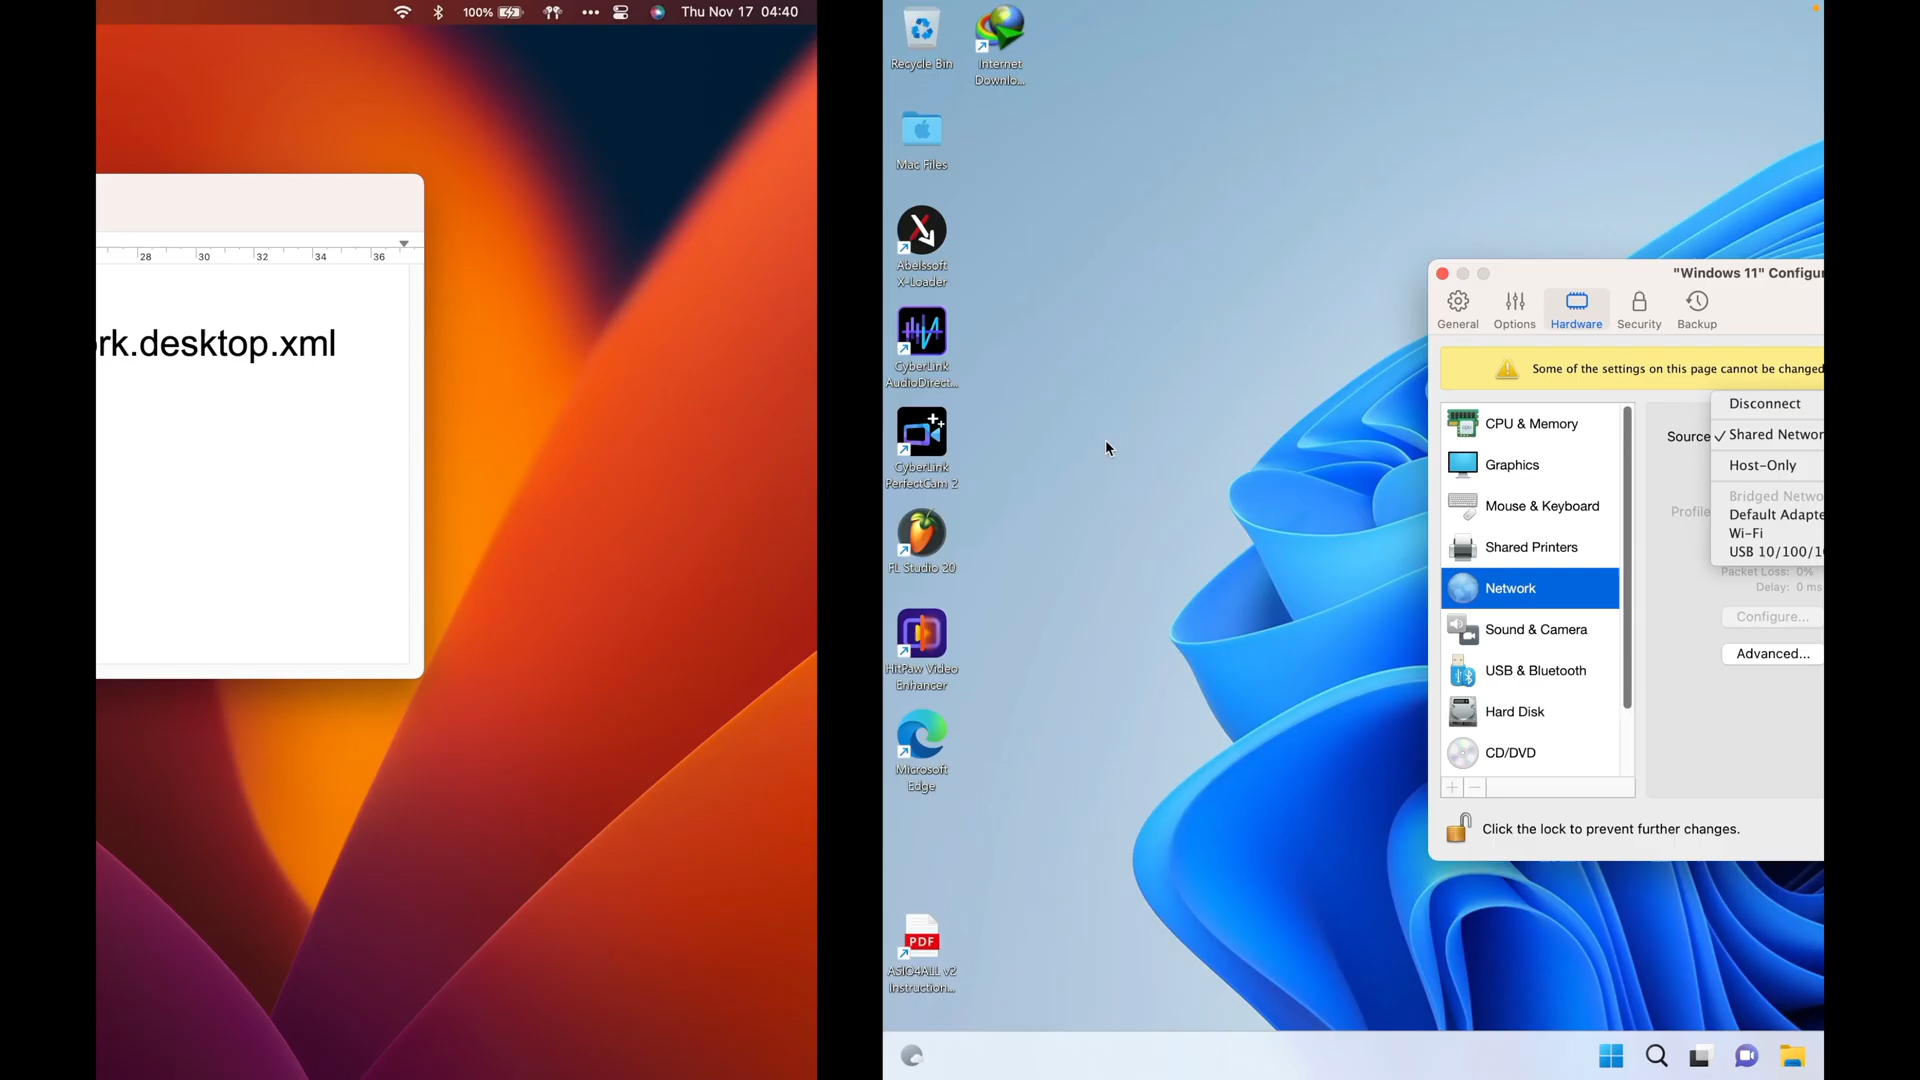 100%
Thu Nov 17 04:40
28 30 32 34 36
rk.desktop.xml
Recycle Bin
Internet
Downlo...
Mac Files
Abelssoft
X-Loader
CyberLink
AudioDirect...
CyberLink
PerfectCam 2
FL Studio 20
HitPaw Video
Enhancer
Microsoft
Edge
PDF
ASIO4ALL v2
Instruction...
"Windows 11" Configur
General
Options
Hardware
Security
Backup
Some of the settings on this page cannot be changed
CPU & Memory
Graphics
Mouse & Keyboard
Shared Printers
Network
Sound & Camera
USB & Bluetooth
Hard Disk
CD/DVD
Source
Profile
Disconnect
✓ Shared Networ
Host-Only
Bridged Netwo
Default Adapte
Wi-Fi
USB 10/100/1
Packet Loss: 0%
Delay: 0 ms
Configure...
Advanced...
+ −
Click the lock to prevent further changes.